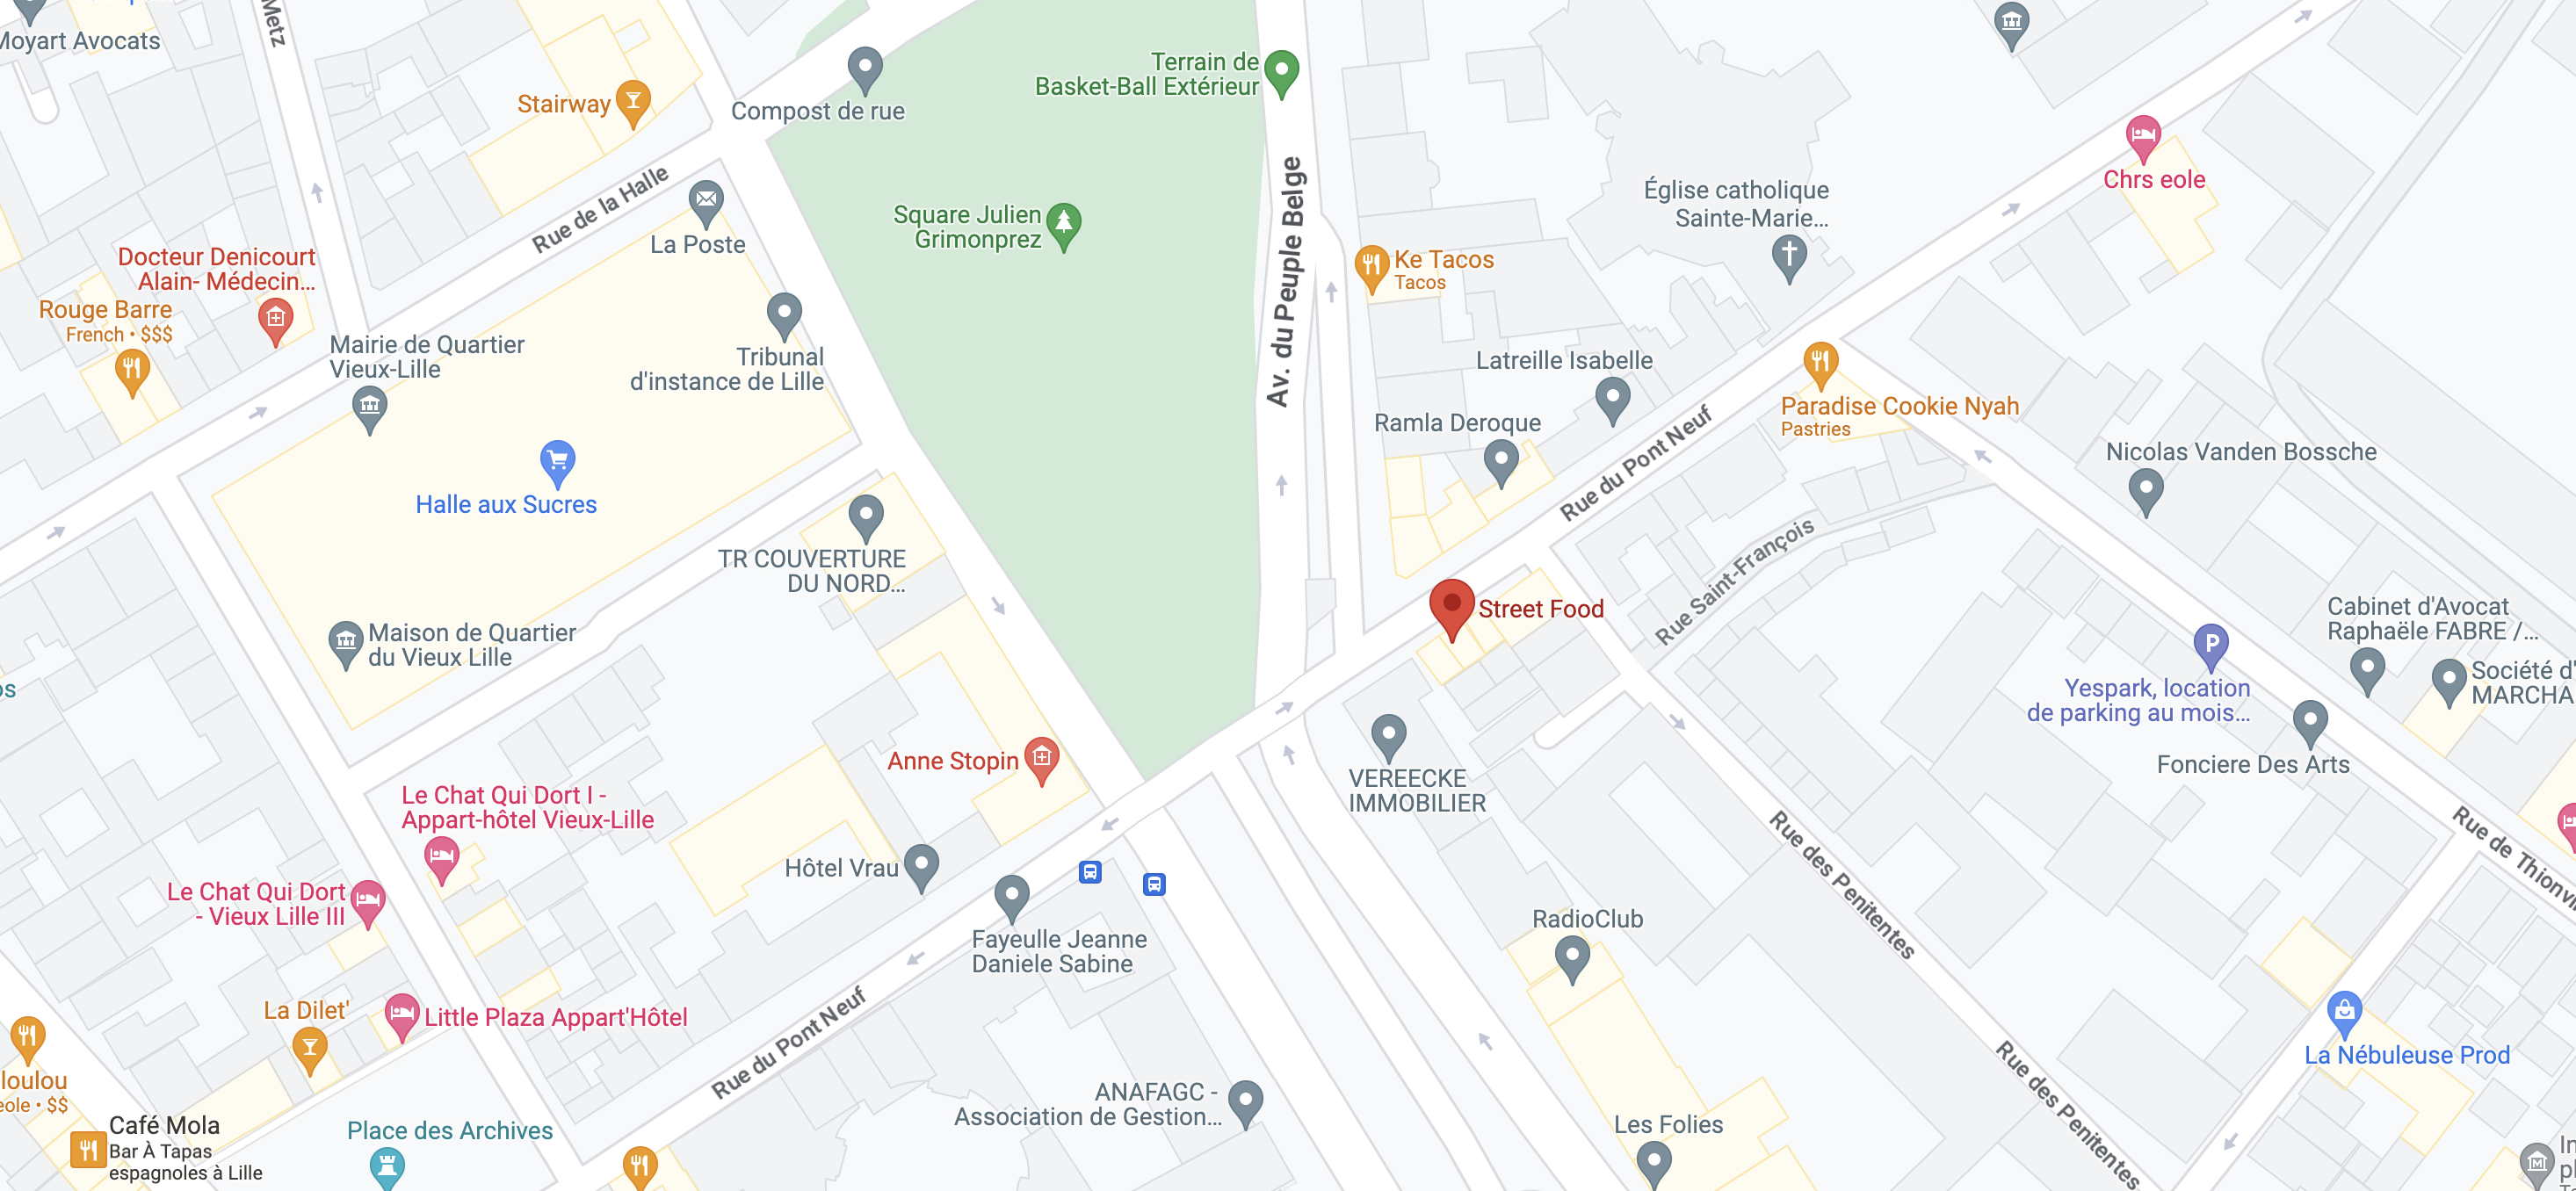 Moyart Avocats
Metz
Stairway
Compost de rue
Terrain de
Basket-Ball Extérieur
Rue de la Halle
La Poste
Square Julien
Grimonprez
Av. du Peuple Belge
Ke Tacos
Tacos
Église catholique
Sainte-Marie...
Chrs eole
Docteur Denicourt
Alain- Médecin...
Rouge Barre
French • $$$
Mairie de Quartier
Vieux-Lille
Tribunal
d'instance de Lille
Latreille Isabelle
Ramla Deroque
Rue du Pont Neuf
Paradise Cookie Nyah
Pastries
Nicolas Vanden Bossche
Halle aux Sucres
TR COUVERTURE
DU NORD...
Rue Saint-François
Street Food
Maison de Quartier
du Vieux Lille
Cabinet d'Avocat
Raphaële FABRE /...
P
Yespark, location
de parking au mois...
Société d'
MARCHA
Fonciere Des Arts
os
Anne Stopin
VEREECKE
IMMOBILIER
Le Chat Qui Dort I -
Appart-hôtel Vieux-Lille
Hôtel Vrau
Rue des Penitentes
Rue de Thionvi
Le Chat Qui Dort
- Vieux Lille III
Fayeulle Jeanne
Daniele Sabine
RadioClub
La Dilet'
Little Plaza Appart'Hôtel
Rue du Pont Neuf
La Nébuleuse Prod
Rue des Penitentes
loulou
eole • $$
ANAFAGC -
Association de Gestion...
Café Mola
Bar À Tapas
espagnoles à Lille
Place des Archives
Les Folies
In
pl